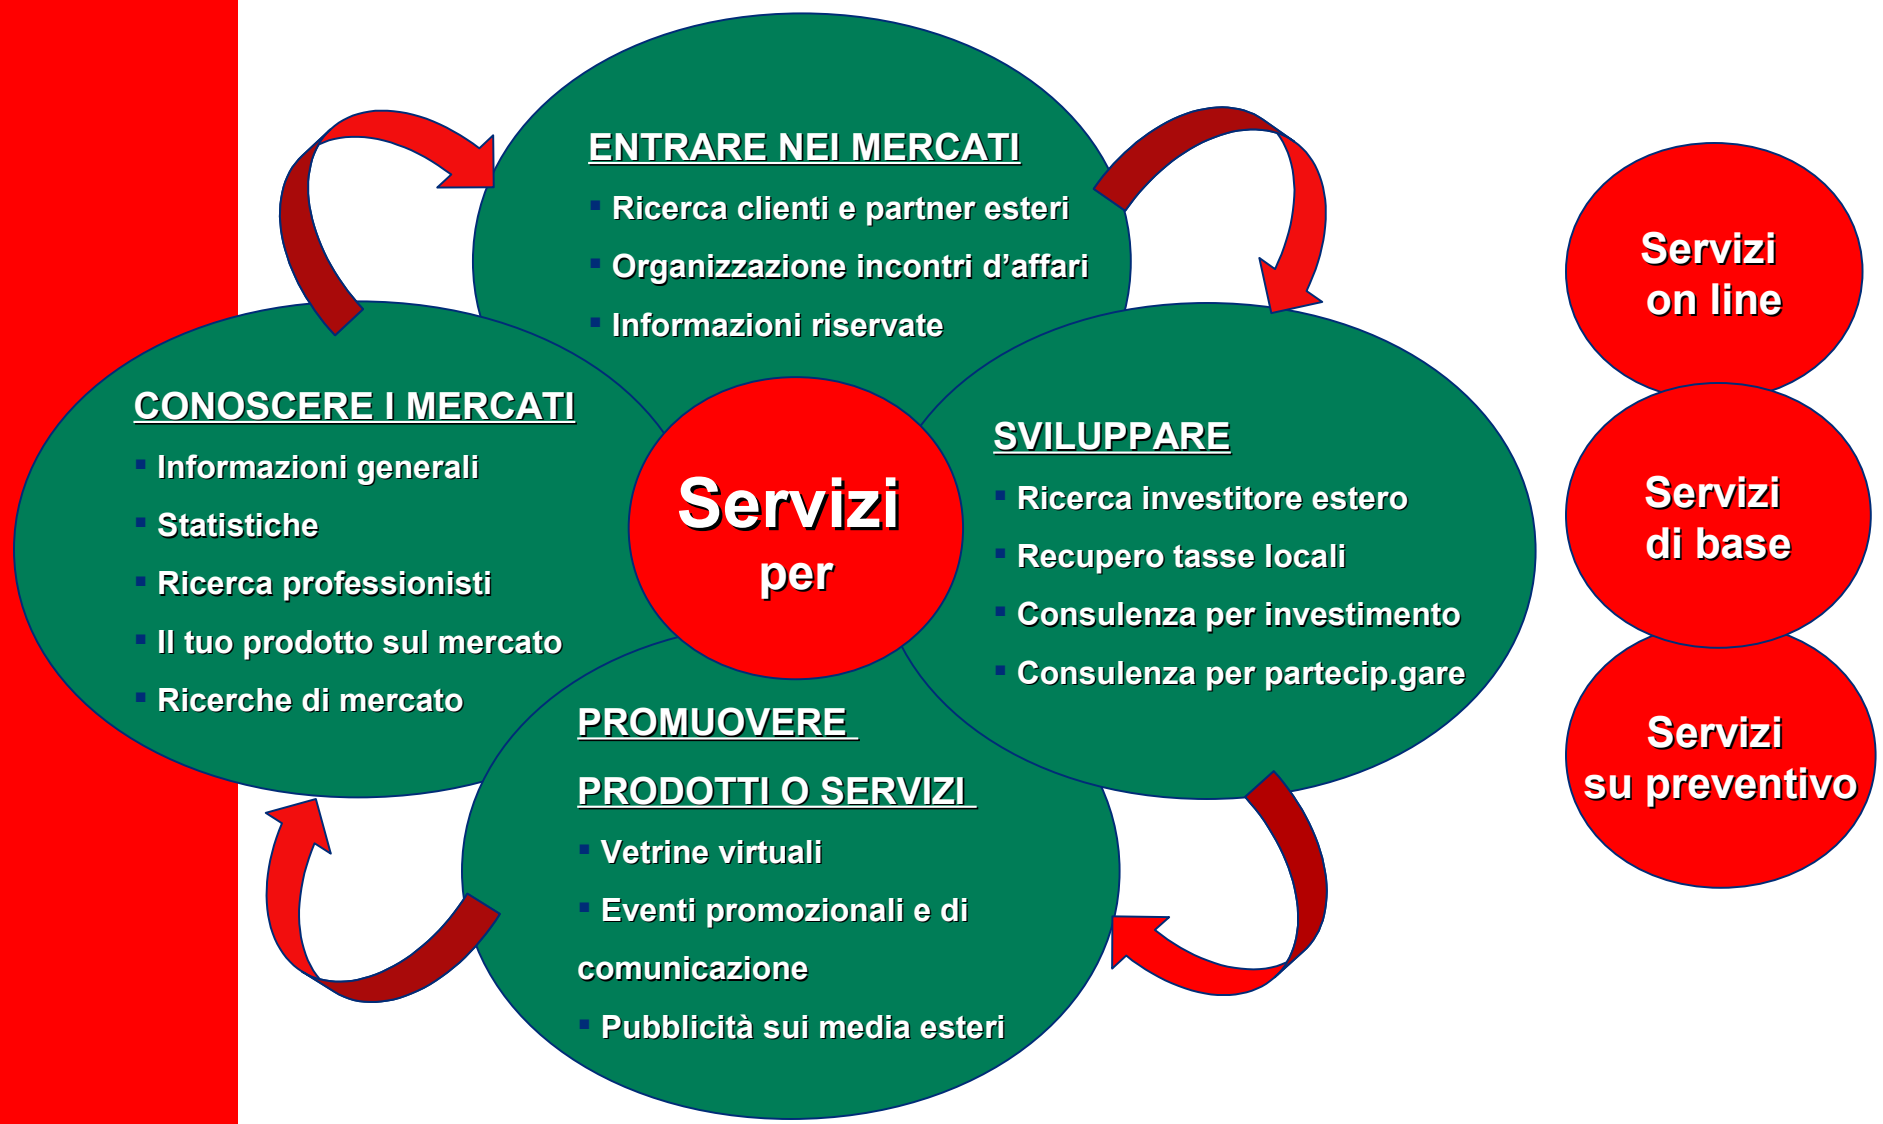 ENTRARE NEI MERCATI
▪ Ricerca clienti e partner esteri
▪ Organizzazione incontri d’affari
▪ Informazioni riservate
CONOSCERE I MERCATI
▪ Informazioni generali
▪ Statistiche
▪ Ricerca professionisti
▪ Il tuo prodotto sul mercato
▪ Ricerche di mercato
Servizi
per
SVILUPPARE
▪ Ricerca investitore estero
▪ Recupero tasse locali
▪ Consulenza per investimento
▪ Consulenza per partecip.gare
PROMUOVERE
PRODOTTI O SERVIZI
▪ Vetrine virtuali
▪ Eventi promozionali e di
comunicazione
▪ Pubblicità sui media esteri
Servizi
on line
Servizi
di base
Servizi
su preventivo